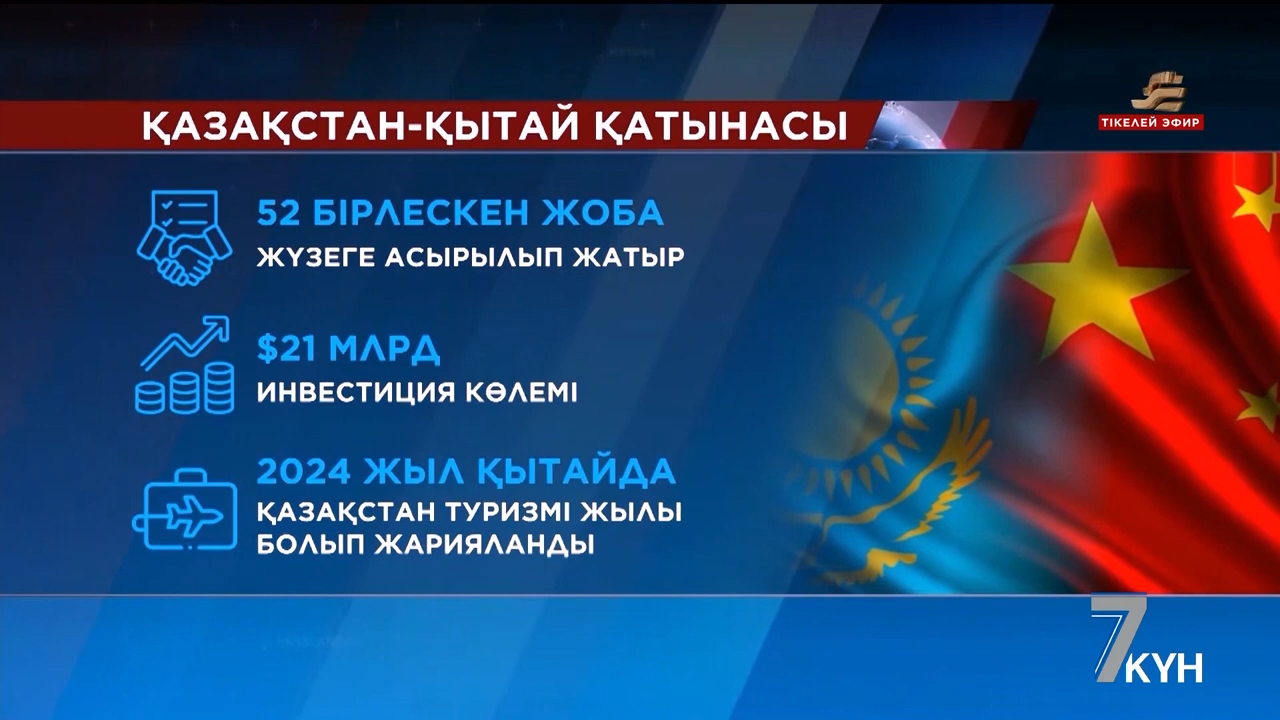 ҚАЗАҚСТАН-ҚЫТАЙ ҚАТЫНАСЫ
ТІКЕЛЕЙ ЭФИР
52 БІРЛЕСКЕН ЖОБА
ЖҮЗЕГЕ АСЫРЫЛЫП ЖАТЫР
$21 МЛРД
ИНВЕСТИЦИЯ КӨЛЕМІ
2024 ЖЫЛ ҚЫТАЙДА
ҚАЗАҚСТАН ТУРИЗМІ ЖЫЛЫ
БОЛЫП ЖАРИЯЛАНДЫ
7 КҮН